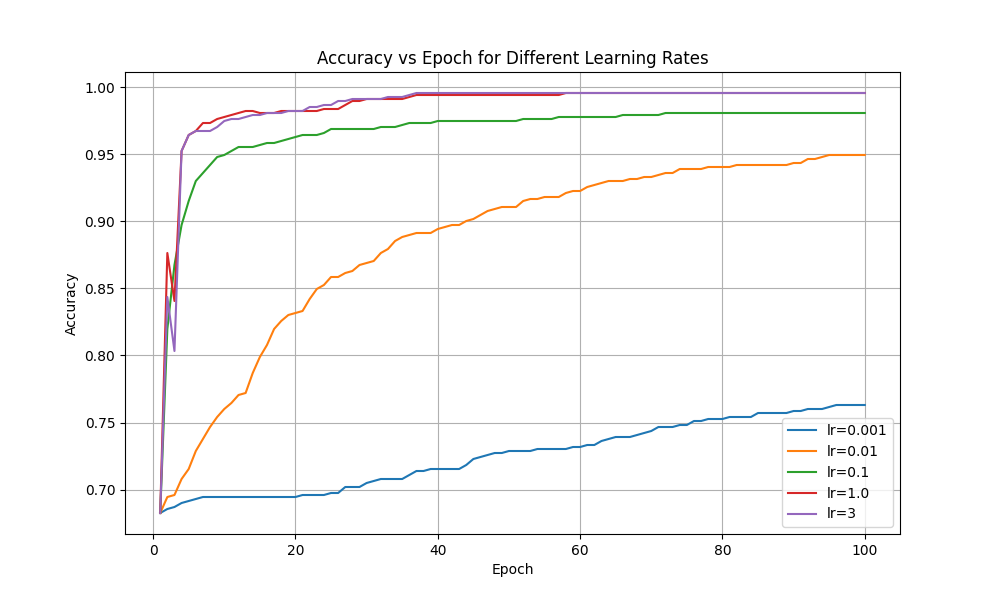 Accuracy vs Epoch for Different Learning Rates
1.00
0.95
0.90
0.85
0.80
0.75
0.70
Accuracy
0 20 40 60 80 100
Epoch
lr=0.001
lr=0.01
lr=0.1
lr=1.0
lr=3